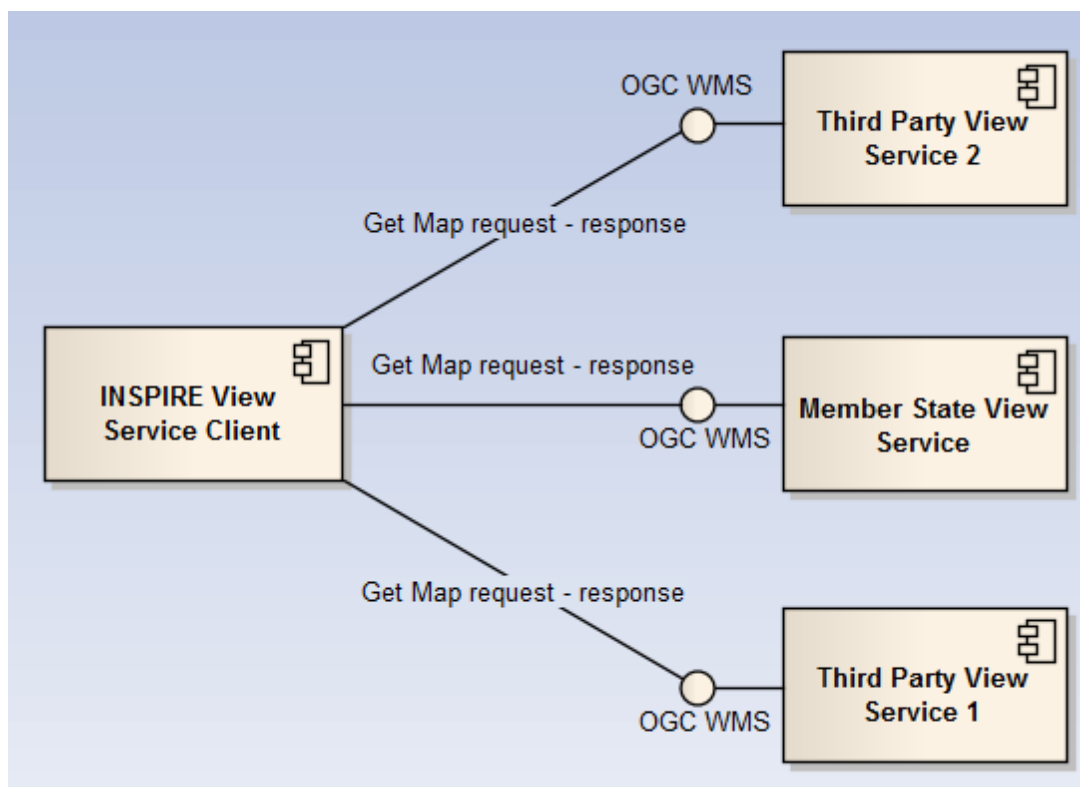 OGC WMS
Third Party View
Service 2
Get Map request - response
INSPIRE View
Service Client
Get Map request - response
OGC WMS
Member State View
Service
Get Map request - response
OGC WMS
Third Party View
Service 1